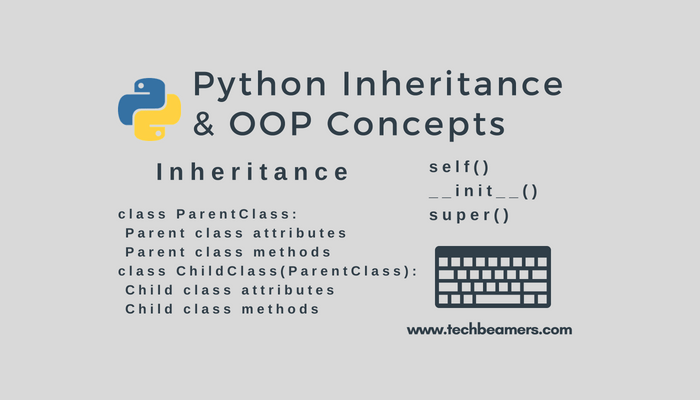 Python Inheritance
& OOP Concepts
Inheritance
class ParentClass:
Parent class attributes
Parent class methods
class ChildClass(ParentClass):
Child class attributes
Child class methods
self()
__init__()
super()
www.techbeamers.com